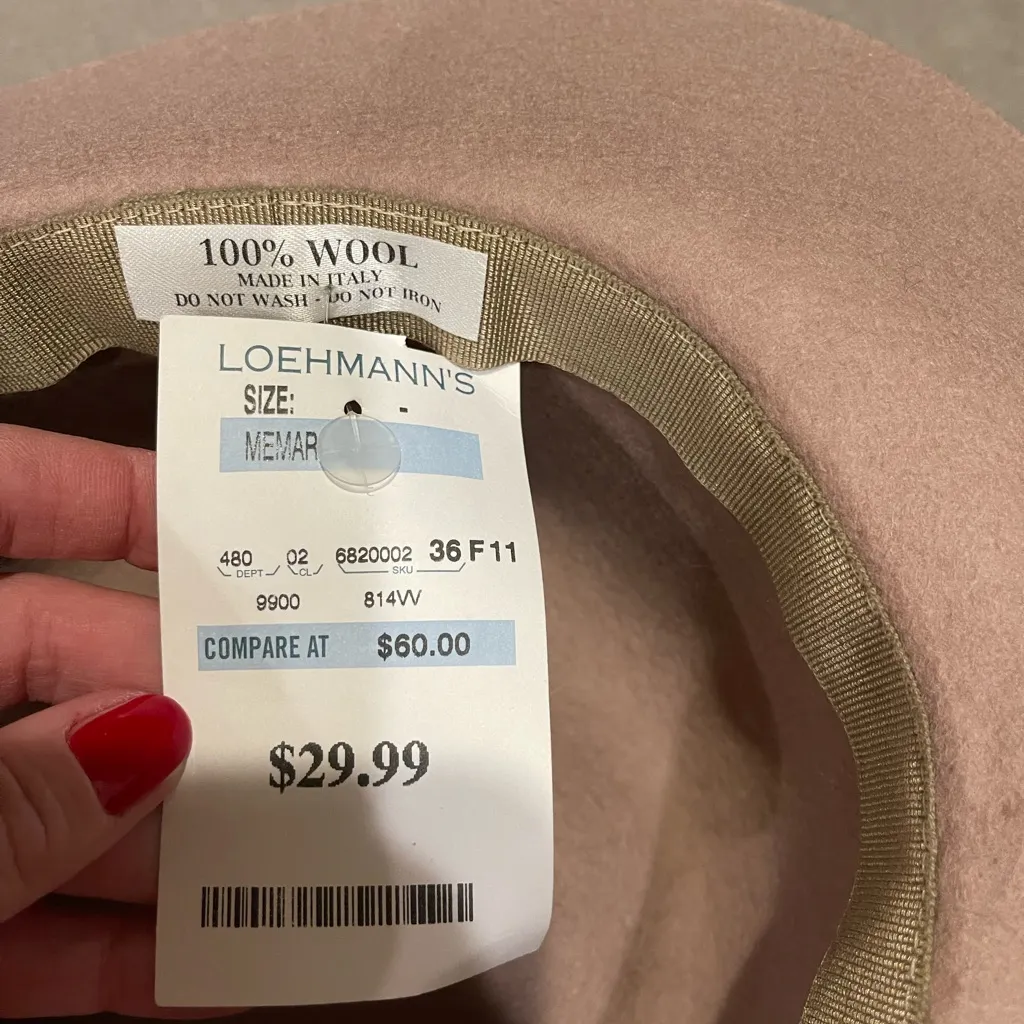 100% WOOL
MADE IN ITALY
DO NOT WASH - DO NOT IRON
LOEHMANN'S
SIZE: -
MEMAR
480 02 6820002 36 F 11
DEPT CL SKU
9900 814VV
COMPARE AT $60.00
$29.99